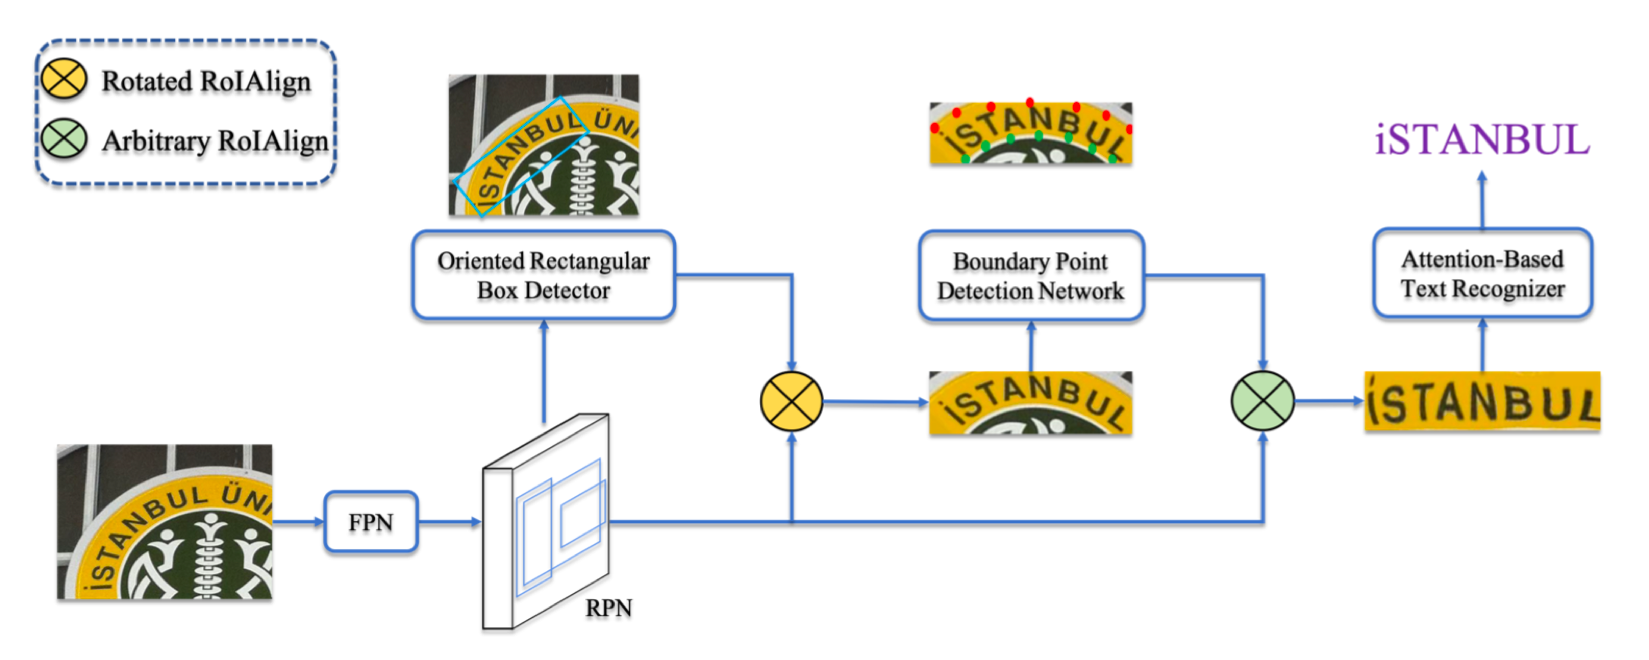 Rotated RoIAlign
Arbitrary RoIAlign
İSTANBUL ÜNİ
İSTANBUL
iSTANBUL
Oriented Rectangular
Box Detector
Boundary Point
Detection Network
Attention-Based
Text Recognizer
İSTANBUL
İSTANBUL
İSTANBUL ÜNİ
FPN
RPN